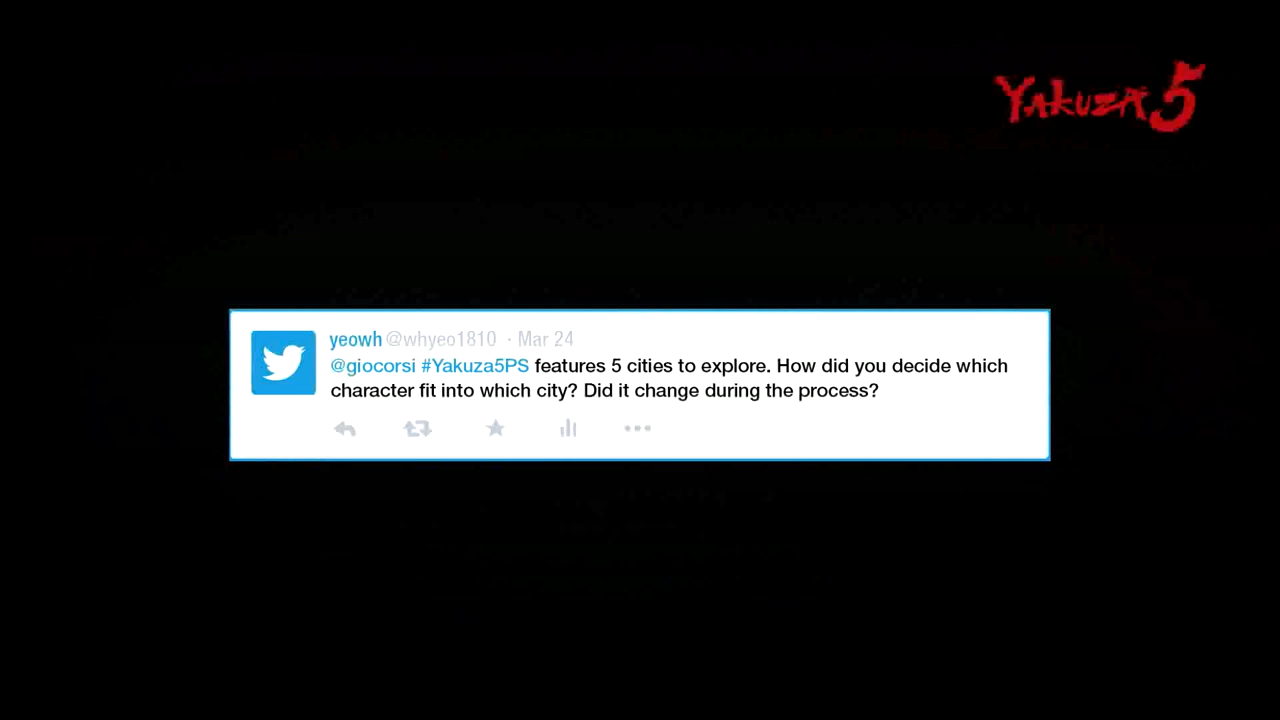 Yakuza 5
yeowh @whyeo1810 · Mar 24
@giocorsi #Yakuza5PS features 5 cities to explore. How did you decide which
character fit into which city? Did it change during the process?